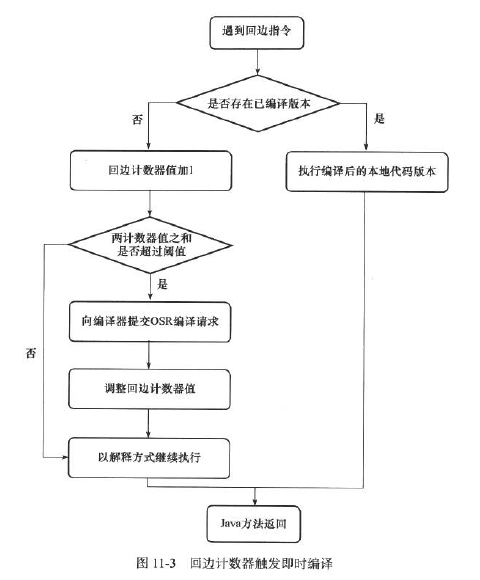 遇到回边指令
是否存在已编译版本
否
是
回边计数器值加1
执行编译后的本地代码版本
两计数器值之和
是否超过阈值
是
向编译器提交OSR编译请求
否
调整回边计数器值
以解释方式继续执行
Java方法返回
图 11-3 回边计数器触发即时编译